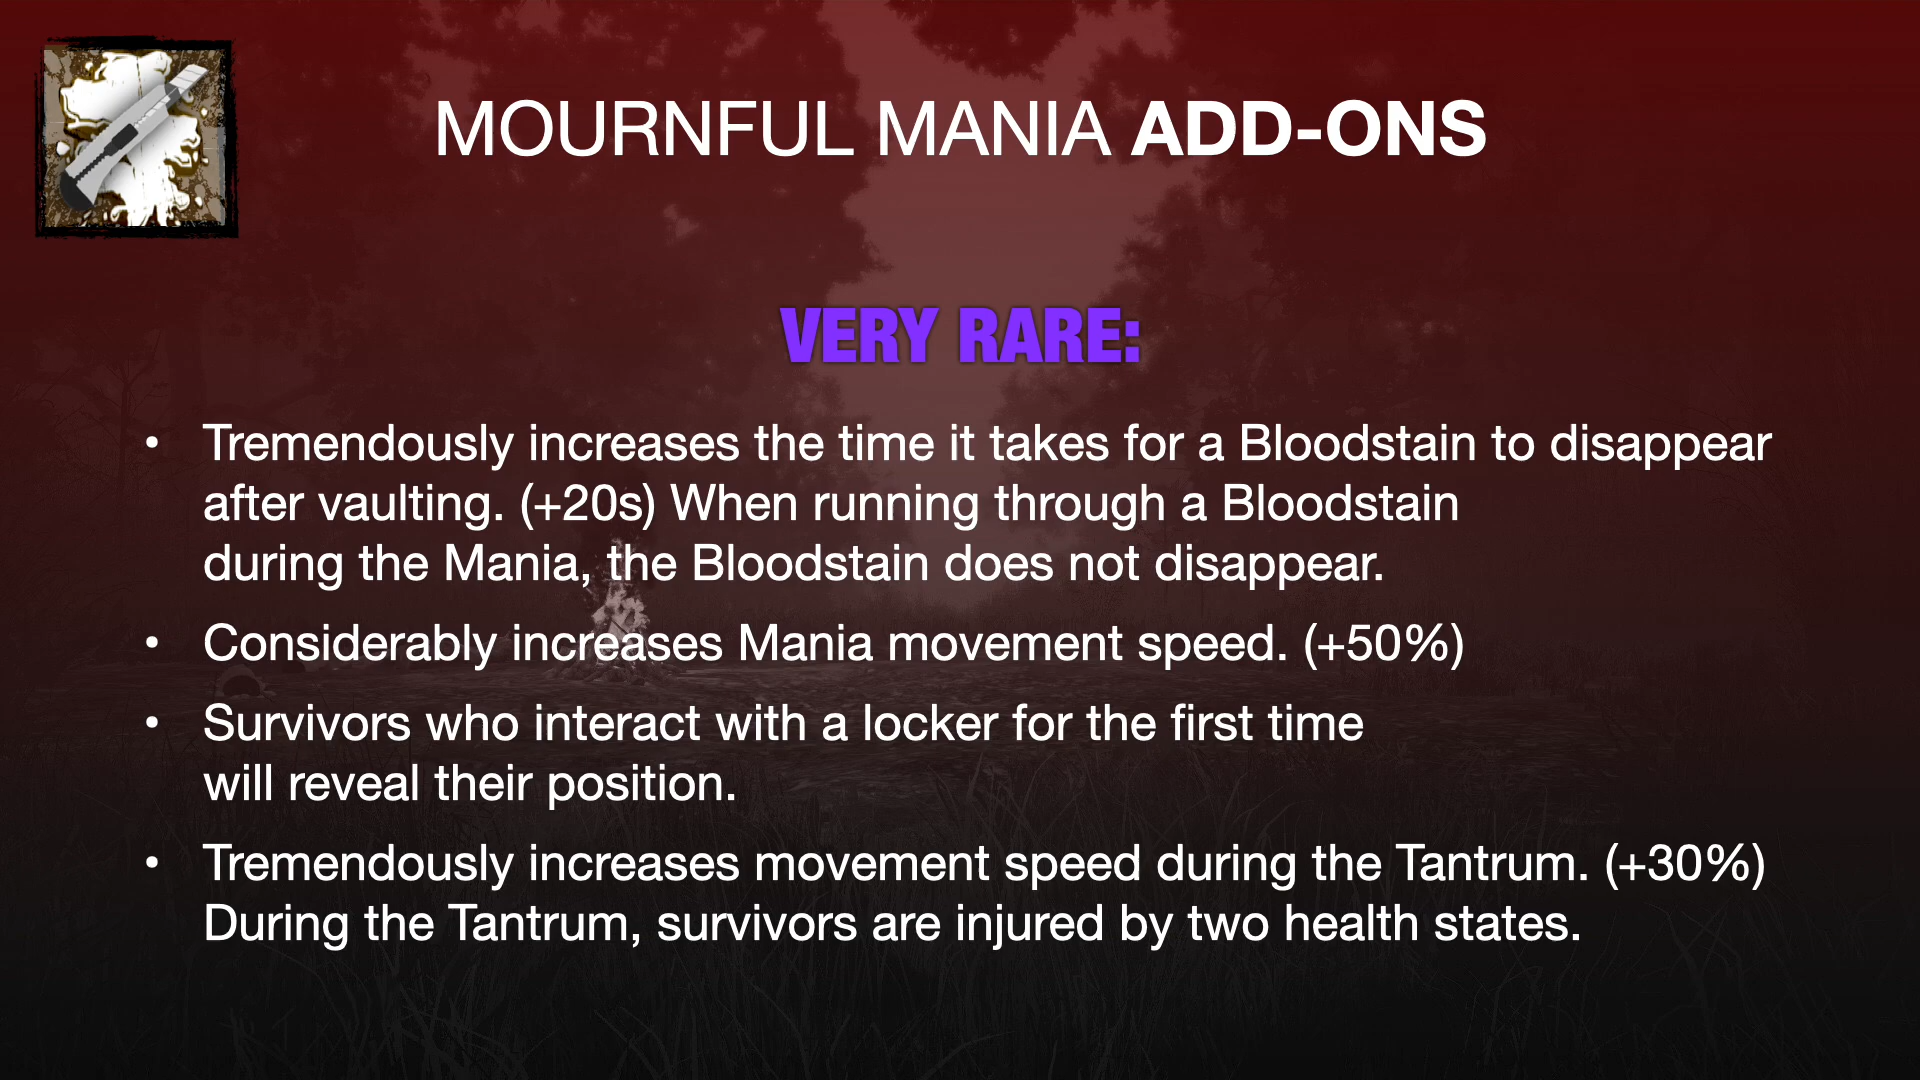 MOURNFUL MANIA ADD-ONS
VERY RARE:
• Tremendously increases the time it takes for a Bloodstain to disappear
after vaulting. (+20s) When running through a Bloodstain
during the Mania, the Bloodstain does not disappear.
• Considerably increases Mania movement speed. (+50%)
• Survivors who interact with a locker for the first time
will reveal their position.
• Tremendously increases movement speed during the Tantrum. (+30%)
During the Tantrum, survivors are injured by two health states.